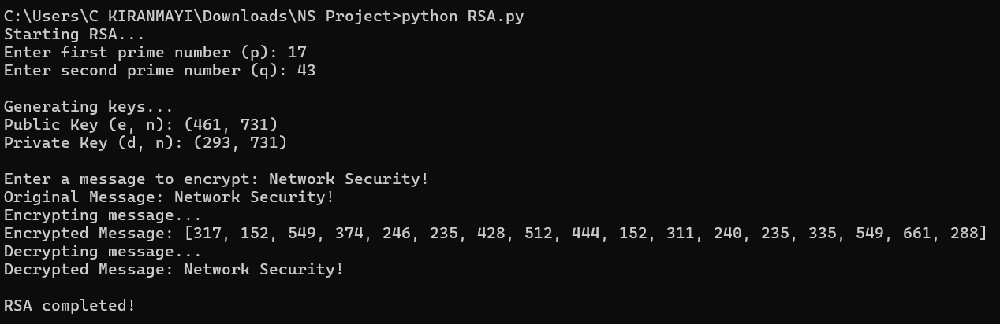 C:\Users\C KIRANMAYI\Downloads\NS Project>python RSA.py
Starting RSA...
Enter first prime number (p): 17
Enter second prime number (q): 43
Generating keys...
Public Key (e, n): (461, 731)
Private Key (d, n): (293, 731)
Enter a message to encrypt: Network Security!
Original Message: Network Security!
Encrypting message...
Encrypted Message: [317, 152, 549, 374, 246, 235, 428, 512, 444, 152, 311, 240, 235, 335, 549, 661, 288]
Decrypting message...
Decrypted Message: Network Security!
RSA completed!